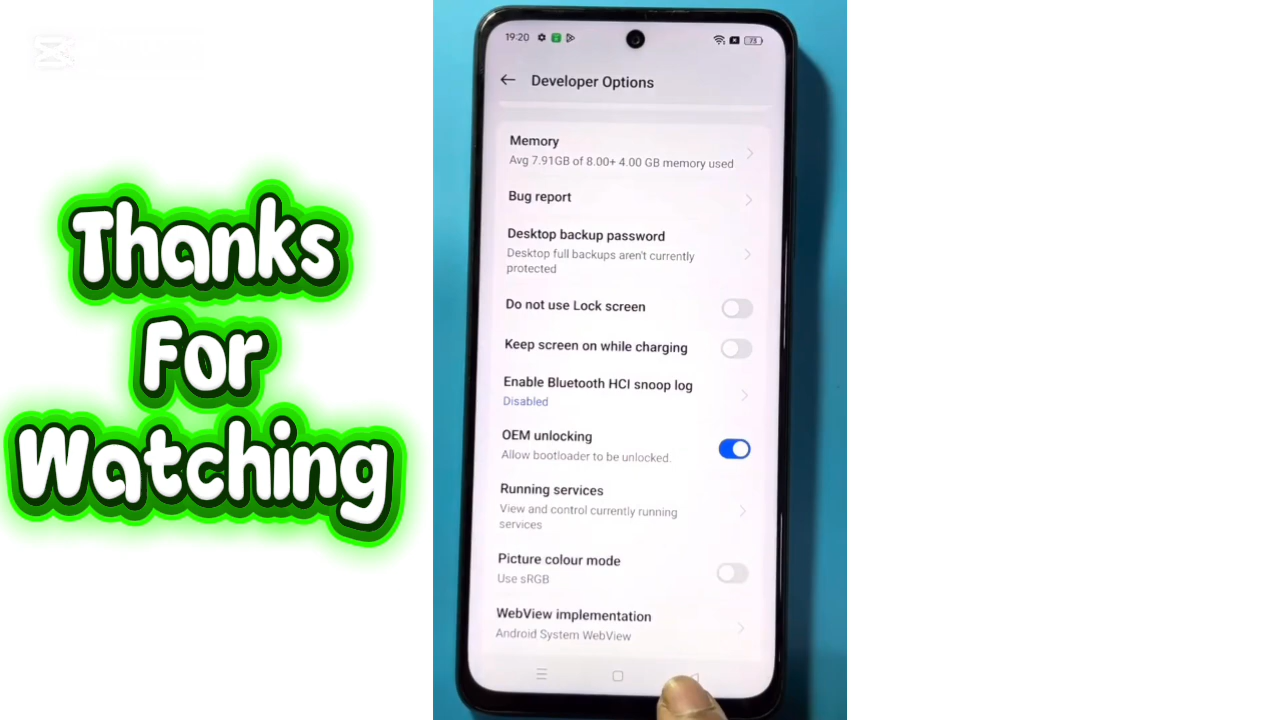 Thanks
For
Watching
19:20
73
Developer Options
Memory
Avg 7.91GB of 8.00+ 4.00 GB memory used
Bug report
Desktop backup password
Desktop full backups aren't currently
protected
Do not use Lock screen
Keep screen on while charging
Enable Bluetooth HCI snoop log
Disabled
OEM unlocking
Allow bootloader to be unlocked.
Running services
View and control currently running
services
Picture colour mode
Use sRGB
WebView implementation
Android System WebView